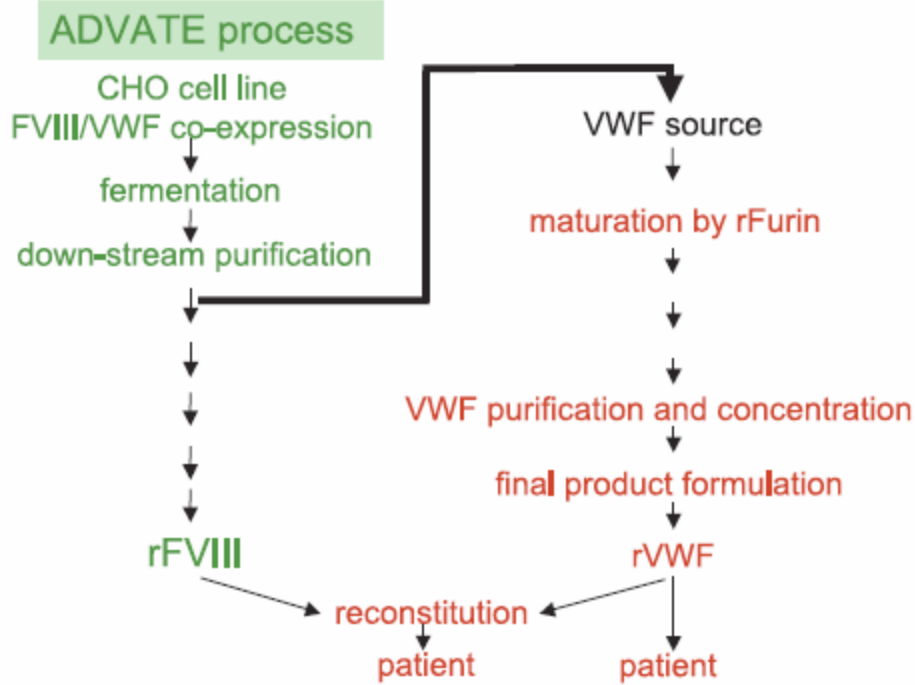 ADVATE process
CHO cell line
FVIII/VWF co-expression
fermentation
down-stream purification
rFVIII
VWF source
maturation by rFurin
VWF purification and concentration
final product formulation
rVWF
reconstitution
patient
patient